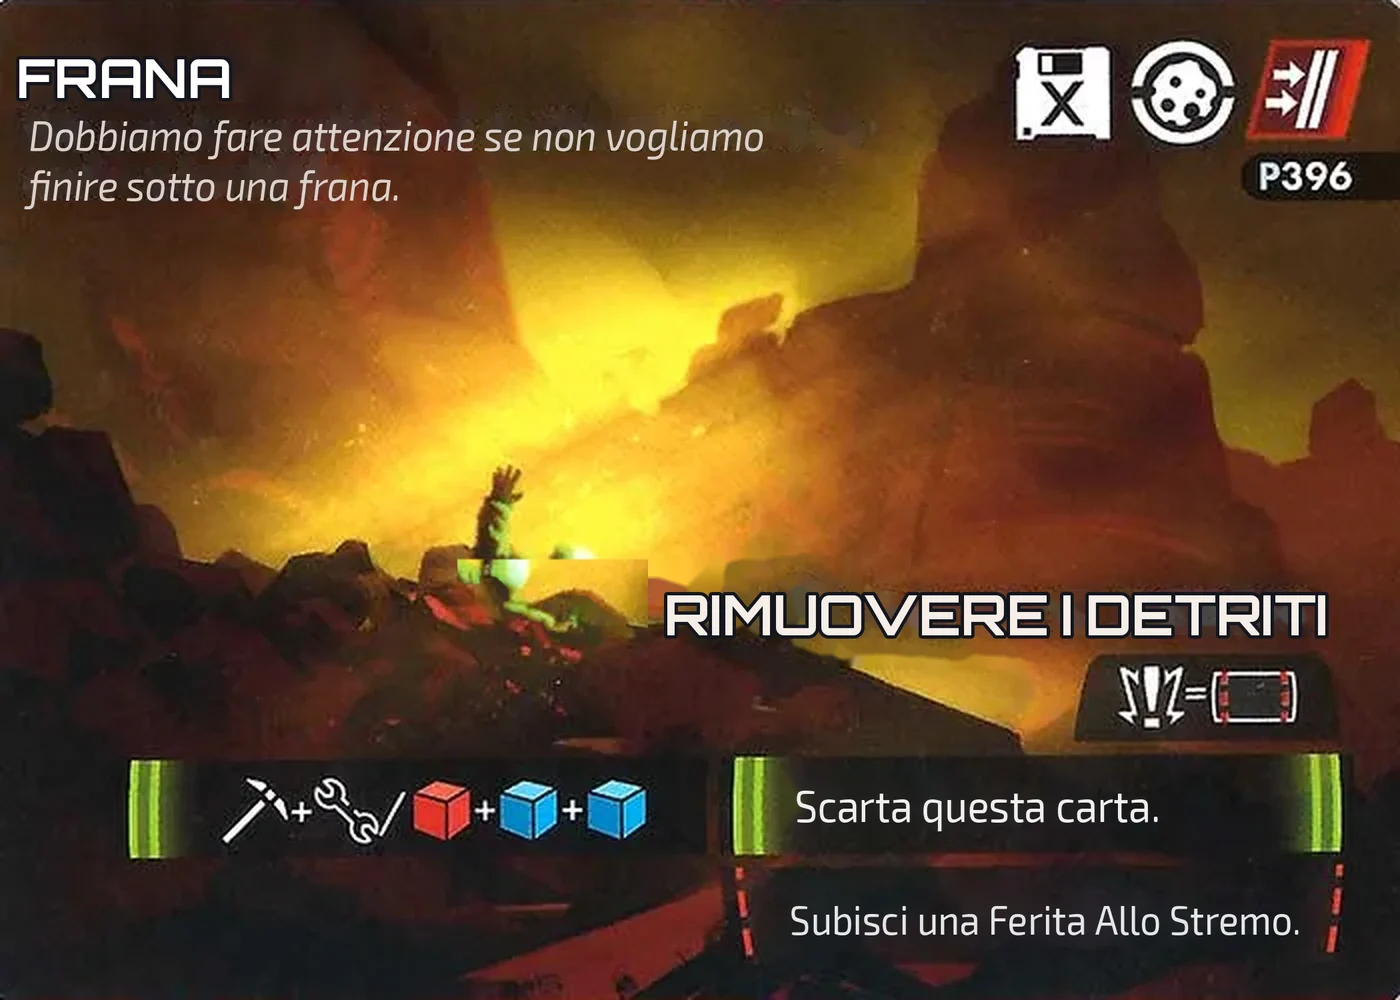 FRANA
Dobbiamo fare attenzione se non vogliamo
finire sotto una frana.
X
P396
RIMUOVERE I DETRITI
! =
+ / + +
Scarta questa carta.
Subisci una Ferita Allo Stremo.